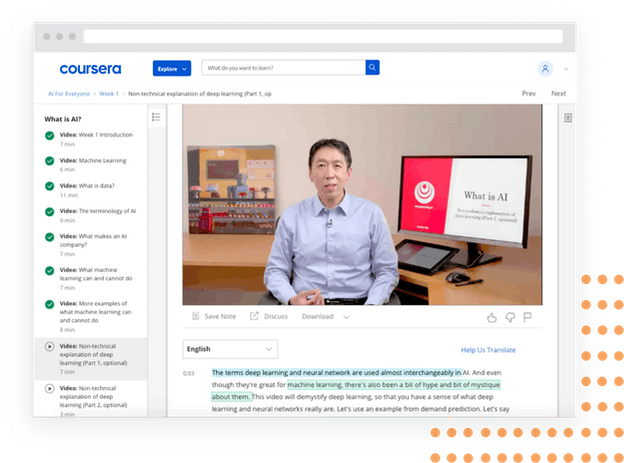 coursera
Explore
What do you want to learn?
AI For Everyone > Week 1 > Non-technical explanation of deep learning (Part 1, op
Prev
Next
What is AI?
Video: Week 1 Introduction
7 min
Video: Machine Learning
6 min
Video: What is data?
11 min
Video: The terminology of AI
9 min
Video: What makes an AI
company?
7 min
Video: What machine
learning can and cannot do
7 min
Video: More examples of
what machine learning can
and cannot do
8 min
Video: Non-technical
explanation of deep
learning (Part 1, optional)
7 min
Video: Non-technical
explanation of deep
learning (Part 2, optional)
3 min
What is AI
Non-technical explanation of
deep learning (Part 1, optional)
Save Note
Discuss
Download
English
Help Us Translate
0:03
The terms deep learning and neural network are used almost interchangeably in AI. And even
though they're great for machine learning, there's also been a bit of hype and bit of mystique
about them. This video will demystify deep learning, so that you have a sense of what deep
learning and neural networks really are. Let's use an example from demand prediction. Let's say